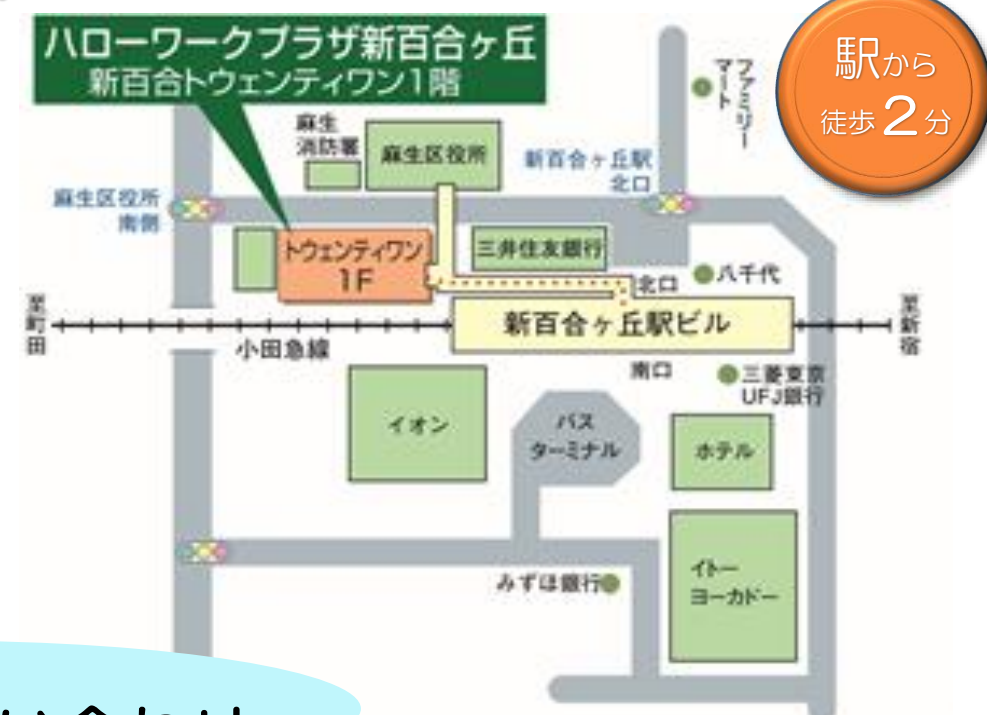 ハローワークプラザ新百合ヶ丘
新百合トウェンティワン1階
駅から
徒歩2分
ファミリー
マート
麻生
消防署
麻生区役所
新百合ヶ丘駅
北口
麻生区役所
南側
トウェンティワン
1F
三井住友銀行
北口
八千代
至町田
小田急線
新百合ヶ丘駅ビル
至新宿
南口
三菱東京
UFJ銀行
イオン
バス
ターミナル
ホテル
みずほ銀行
イトー
ヨーカドー